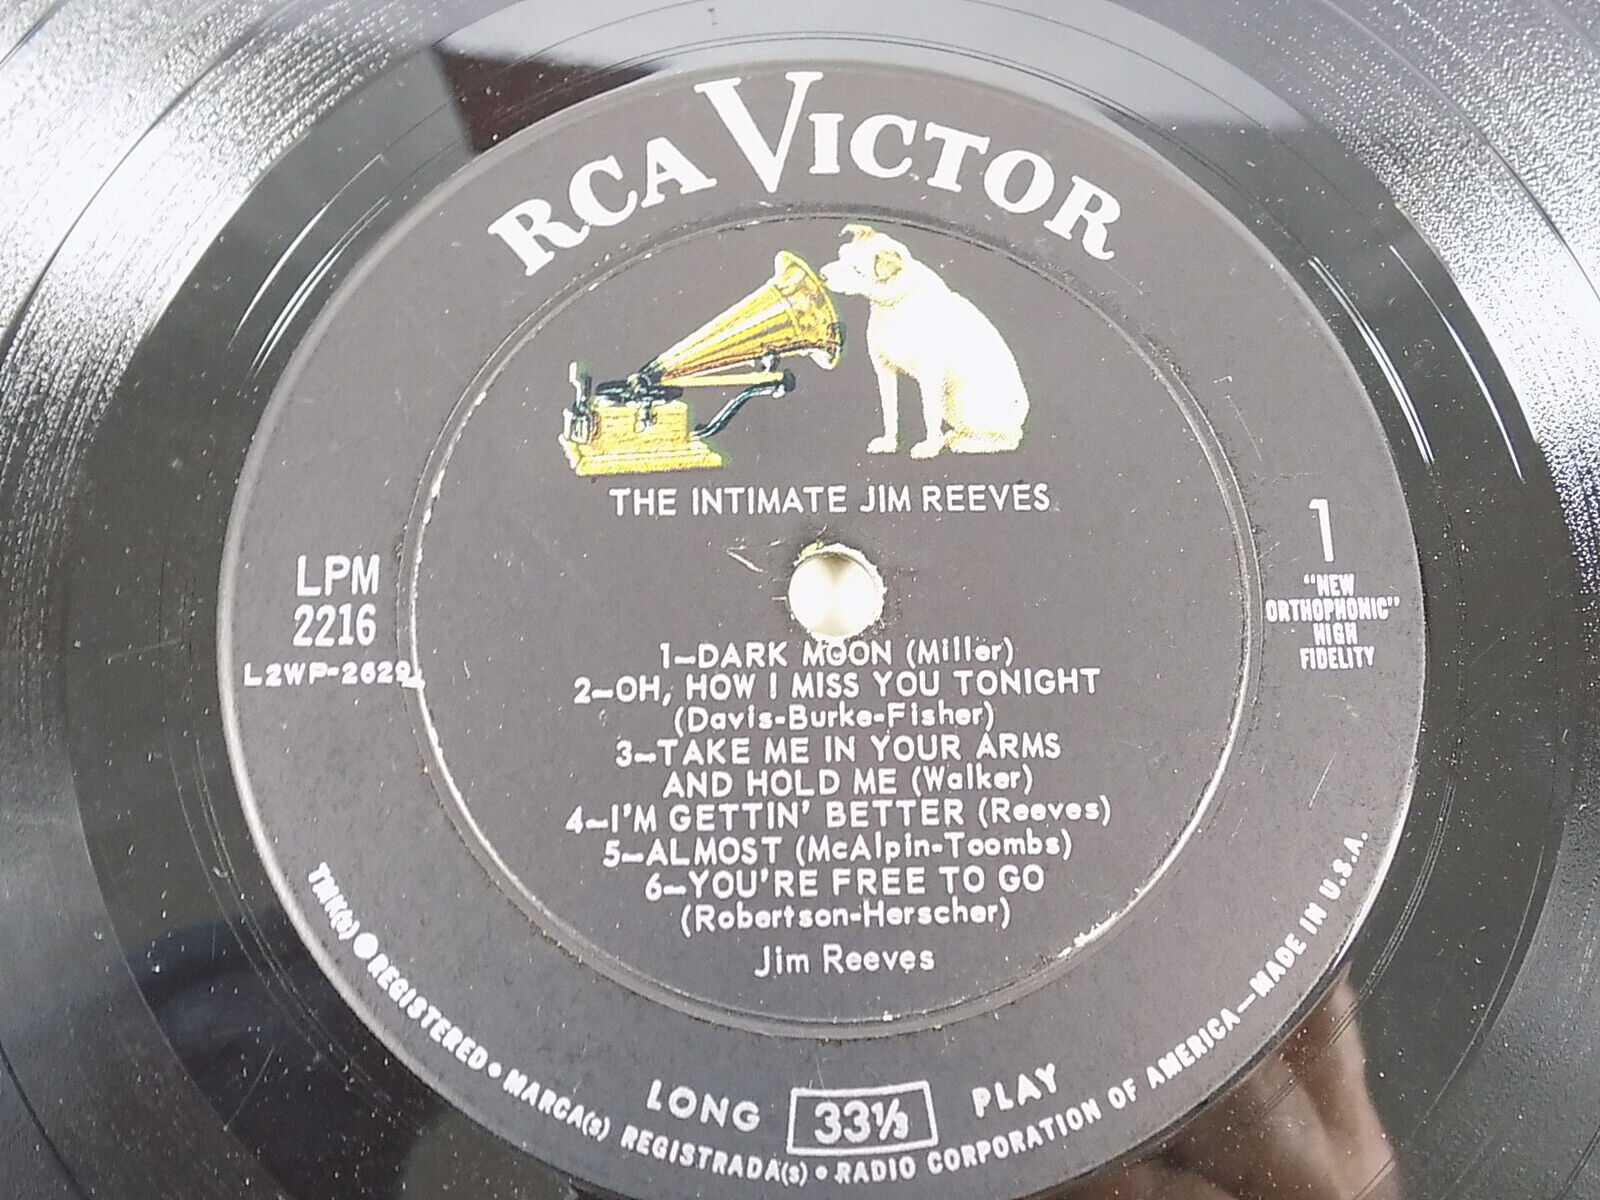 RCA VICTOR
THE INTIMATE JIM REEVES
LPM
2216
L2WP-2629
1
"NEW
ORTHOPHONIC"
HIGH
FIDELITY
1—DARK MOON (Miller)
2—OH, HOW I MISS YOU TONIGHT
(Davis-Burke-Fisher)
3—TAKE ME IN YOUR ARMS
AND HOLD ME (Walker)
4—I'M GETTIN' BETTER (Reeves)
5—ALMOST (McAlpin-Toombs)
6—YOU'RE FREE TO GO
(Robertson-Herscher)
Jim Reeves
LONG 33⅓ PLAY
TMK(s) ® REGISTERED • MARCA(s) REGISTRADA(s) • RADIO CORPORATION OF AMERICA—MADE IN U.S.A.